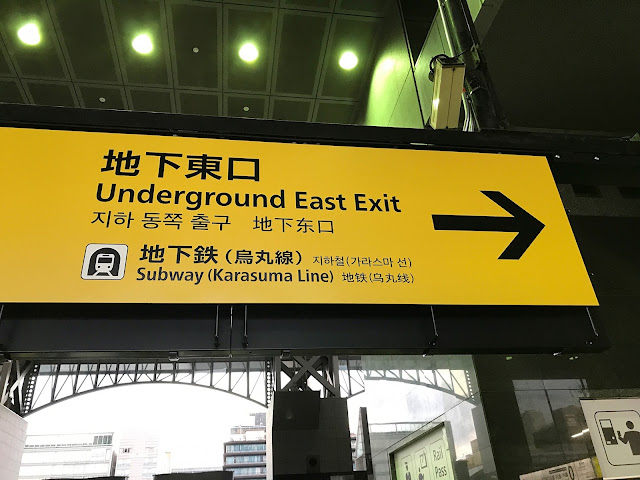 地下東口
Underground East Exit
지하 동쪽 출구 地下东口
地下鉄(烏丸線) 지하철(가라스마 선)
Subway (Karasuma Line) 地铁(乌丸线)
Rail
Pass